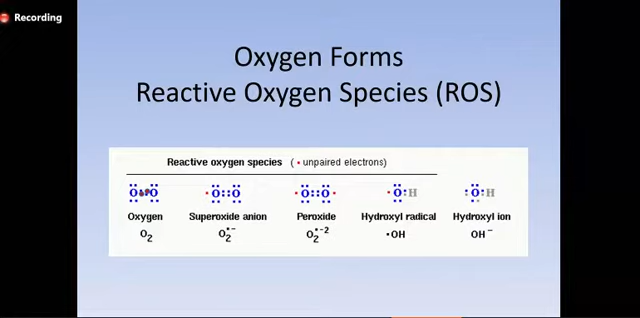 Recording
Oxygen Forms
Reactive Oxygen Species (ROS)
Reactive oxygen species ( • unpaired electrons)
O O O::O O::O O:H O:H
Oxygen Superoxide anion Peroxide Hydroxyl radical Hydroxyl ion
O₂ O₂•⁻ O₂•⁻² •OH OH⁻